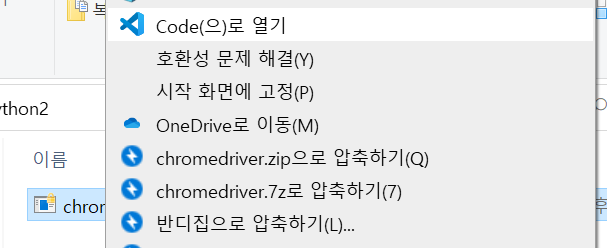 복
Code(으)로 열기
호환성 문제 해결(Y)
시작 화면에 고정(P)
ython2
OneDrive로 이동(M)
이름
chromedriver.zip으로 압축하기(Q)
chromedriver.7z로 압축하기(7)
chron
후
반디집으로 압축하기(L)...